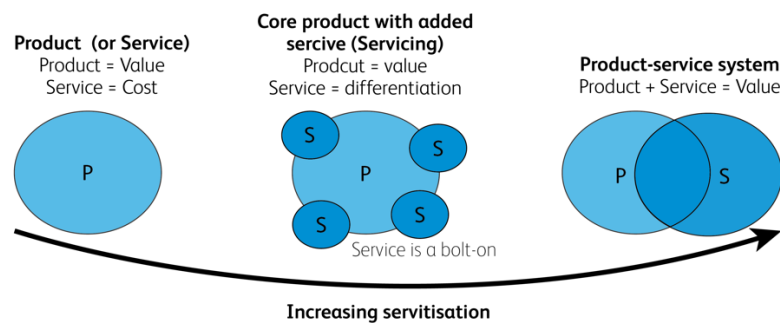 Product (or Service)
Product = Value
Service = Cost
P
Core product with added
sercive (Servicing)
Prodcut = value
Service = differentiation
S
S
P
S
S
Service is a bolt-on
Product-service system
Product + Service = Value
P
S
Increasing servitisation